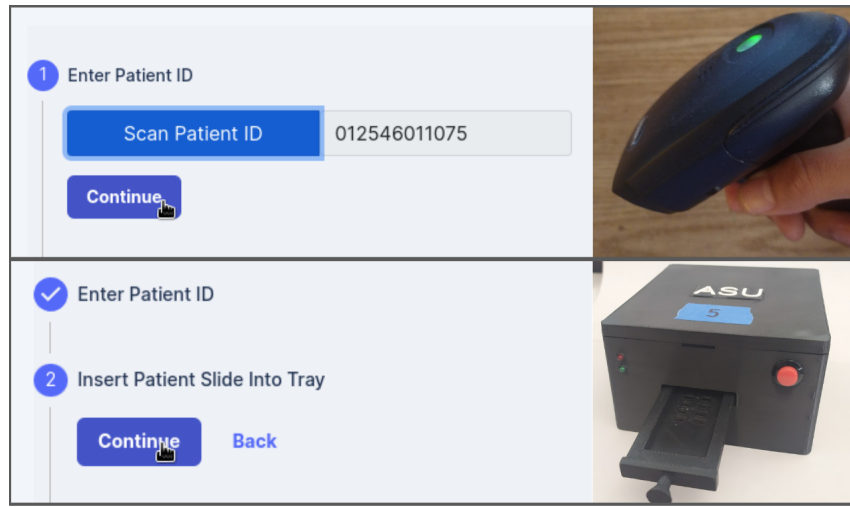 1 Enter Patient ID
Scan Patient ID 012546011075
Continue
Enter Patient ID
ASU
5
2 Insert Patient Slide Into Tray
Continue Back